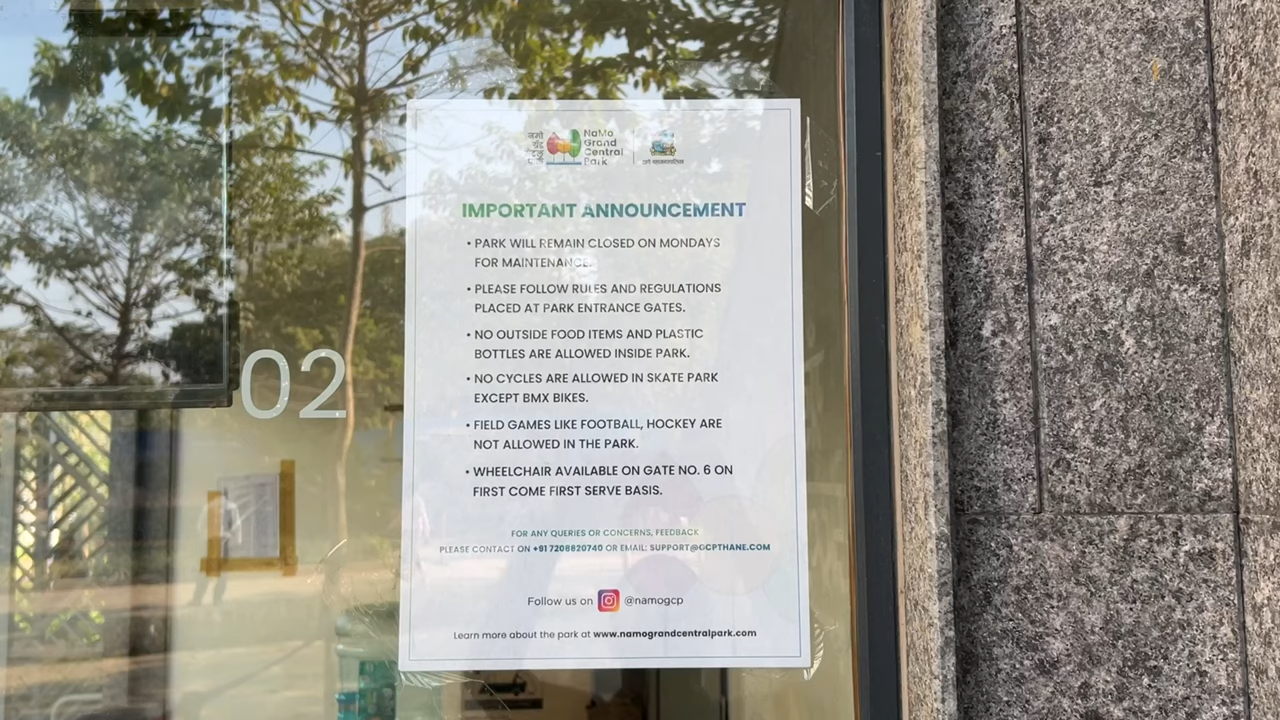 नमो
ग्रँड
सेंट्रल
पार्क
NaMo
Grand
Central
Park
ठाणे महानगरपालिका
IMPORTANT ANNOUNCEMENT
• PARK WILL REMAIN CLOSED ON MONDAYS
FOR MAINTENANCE.
• PLEASE FOLLOW RULES AND REGULATIONS
PLACED AT PARK ENTRANCE GATES.
• NO OUTSIDE FOOD ITEMS AND PLASTIC
BOTTLES ARE ALLOWED INSIDE PARK.
• NO CYCLES ARE ALLOWED IN SKATE PARK
EXCEPT BMX BIKES.
• FIELD GAMES LIKE FOOTBALL, HOCKEY ARE
NOT ALLOWED IN THE PARK.
• WHEELCHAIR AVAILABLE ON GATE NO. 6 ON
FIRST COME FIRST SERVE BASIS.
FOR ANY QUERIES OR CONCERNS, FEEDBACK
PLEASE CONTACT ON +91 7208820740 OR EMAIL: SUPPORT@GCPTHANE.COM
Follow us on @namogcp
Learn more about the park at www.namograndcentralpark.com
02